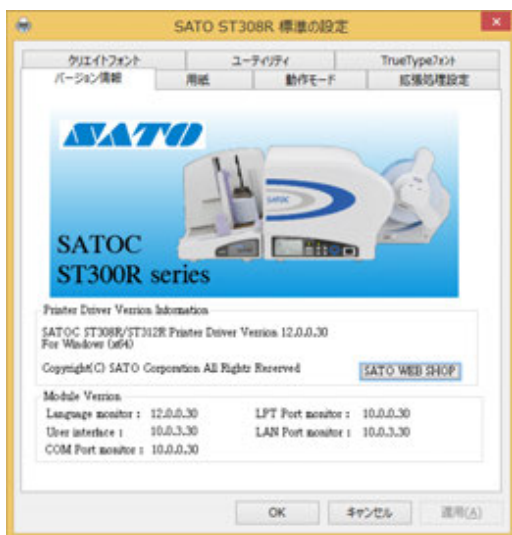 SATO ST308R 標準の設定
クリエイトフォント ユーティリティ TrueTypeフォント
バージョン情報 用紙 動作モード 拡張処理設定
SATO
SATOC
SATOC
ST300R series
Printer Driver Version Information
SATOC ST308R/ST312R Printer Driver Version 12.0.0.30
For Windows (x64)
Copyright(C) SATO Corporation All Rights Reserved
SATO WEB SHOP
Module Version
Language monitor : 12.0.0.30 LPT Port monitor : 10.0.0.30
User interface : 10.0.3.30 LAN Port monitor : 10.0.3.30
COM Port monitor : 10.0.0.30
OK キャンセル 適用(A)